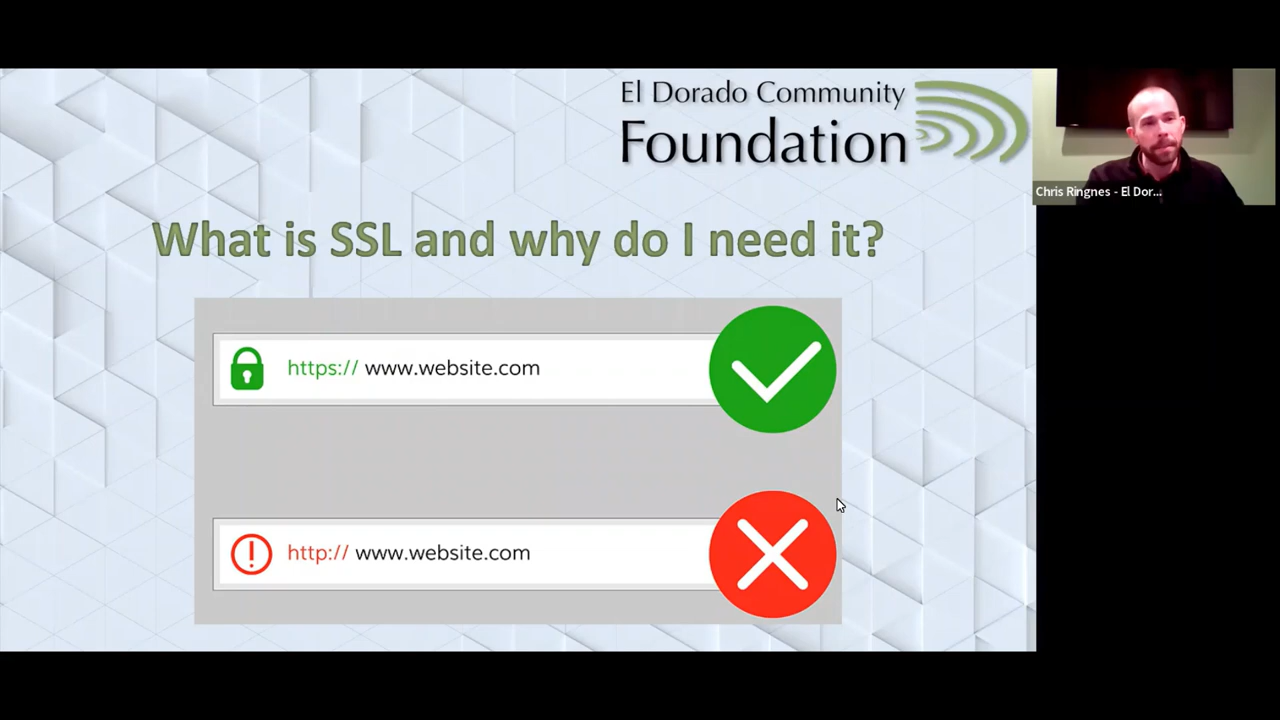 El Dorado Community
Foundation
Chris Ringnes - El Dor...
What is SSL and why do I need it?
https:// www.website.com
http:// www.website.com